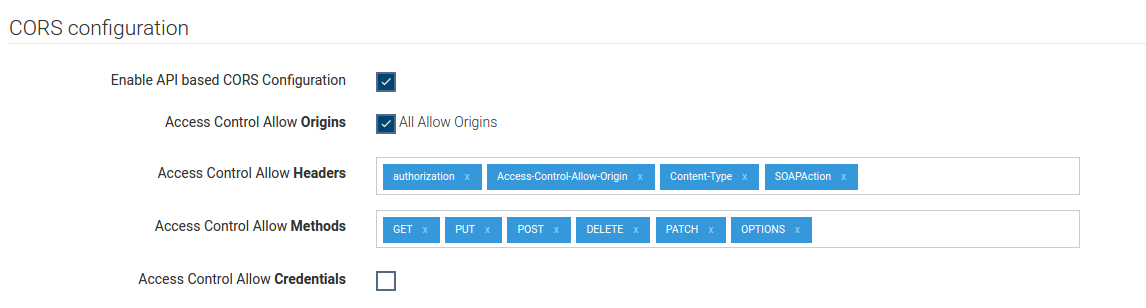 CORS configuration
Enable API based CORS Configuration
Access Control Allow Origins All Allow Origins
Access Control Allow Headers authorization x Access-Control-Allow-Origin x Content-Type x SOAPAction x
Access Control Allow Methods GET x PUT x POST x DELETE x PATCH x OPTIONS x
Access Control Allow Credentials